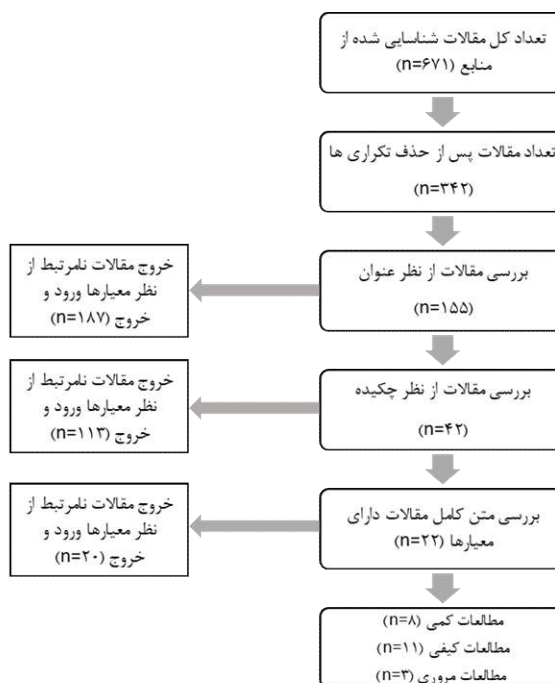 تعداد کل مقالات شناسایی شده از
منابع (n=۶۷۱)
تعداد مقالات پس از حذف تکراری ها
(n=۳۴۲)
بررسی مقالات از نظر عنوان
(n=۱۵۵)
خروج مقالات نامرتبط از
نظر معیارها ورود و
خروج (n=۱۸۷)
بررسی مقالات از نظر چکیده
(n=۴۲)
خروج مقالات نامرتبط از
نظر معیارها ورود و
خروج (n=۱۱۳)
بررسی متن کامل مقالات دارای
معیارها (n=۲۲)
خروج مقالات نامرتبط از
نظر معیارها ورود و
خروج (n=۲۰)
مطالعات کمی (n=۸)
مطالعات کیفی (n=۱۱)
مطالعات مروری (n=۳)